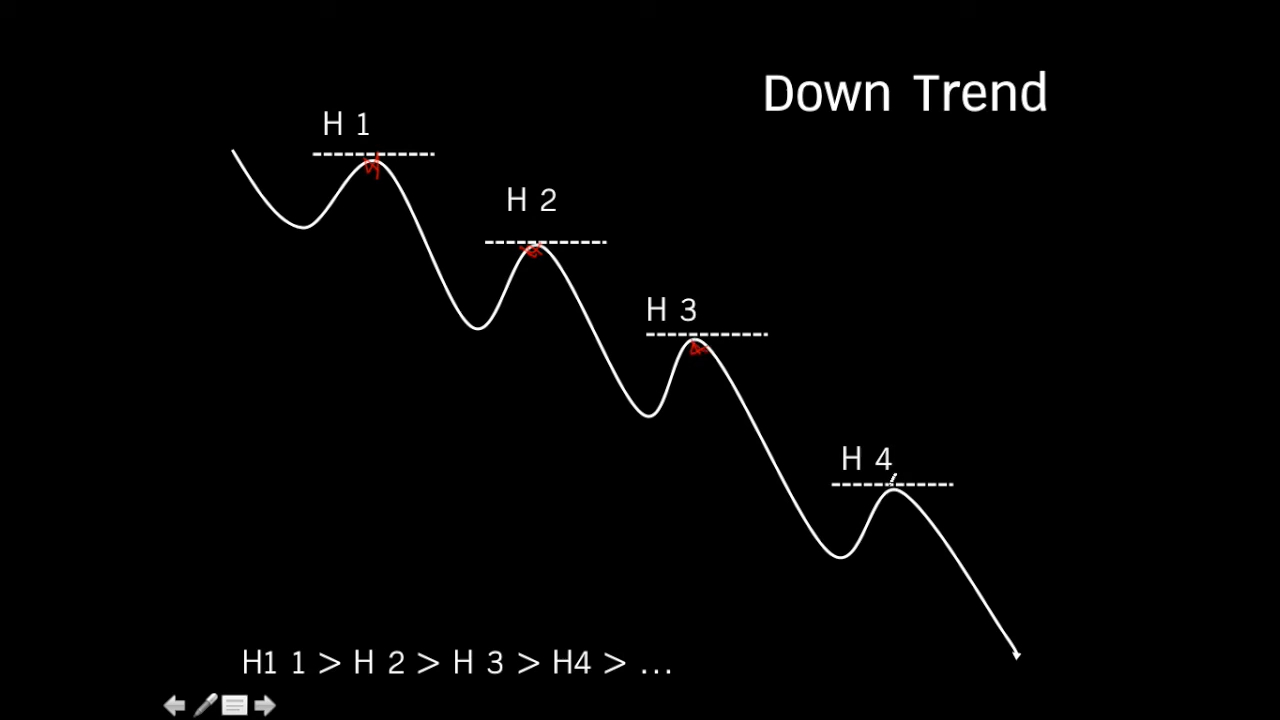 Down Trend
H 1
H 2
H 3
H 4
H1 1 > H 2 > H 3 > H4 > ...